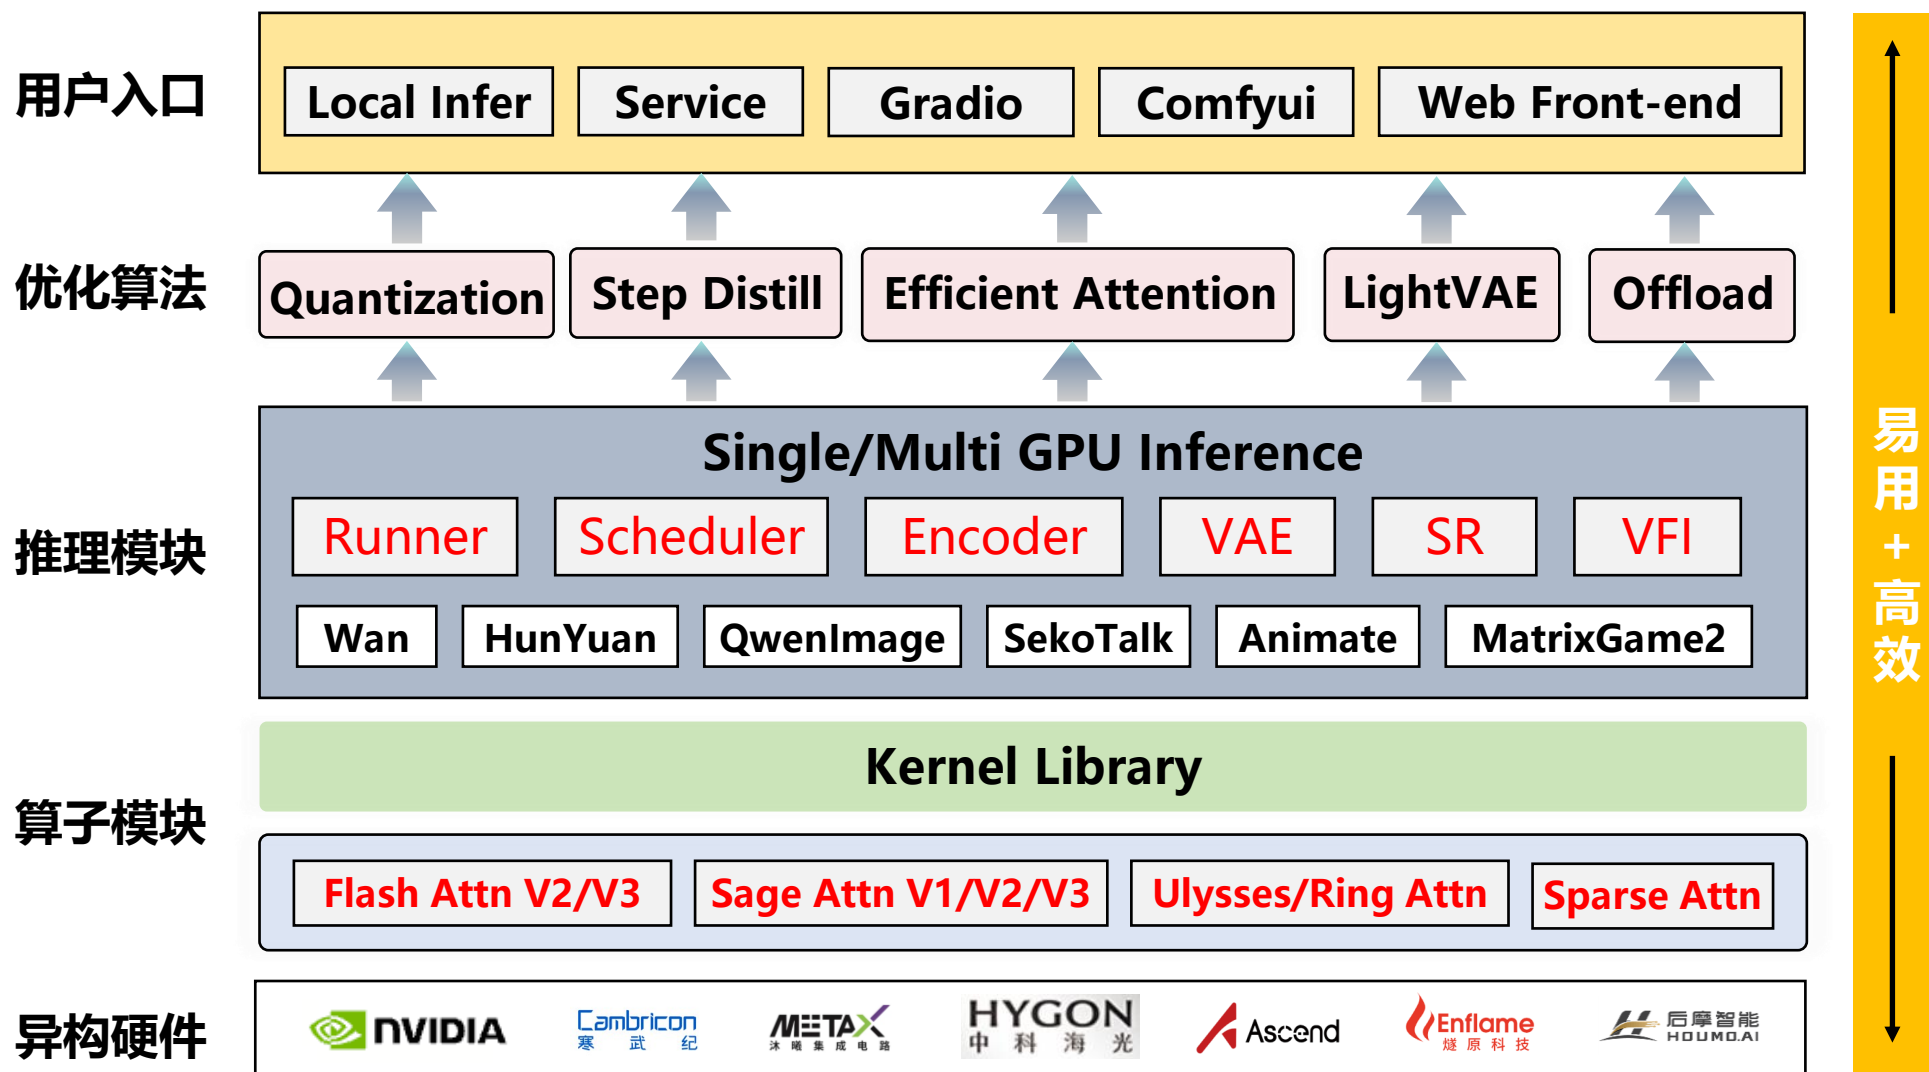 用户入口
Local Infer
Service
Gradio
Comfyui
Web Front-end
优化算法
Quantization
Step Distill
Efficient Attention
LightVAE
Offload
推理模块
Single/Multi GPU Inference
Runner
Scheduler
Encoder
VAE
SR
VFI
Wan
HunYuan
QwenImage
SekoTalk
Animate
MatrixGame2
算子模块
Kernel Library
Flash Attn V2/V3
Sage Attn V1/V2/V3
Ulysses/Ring Attn
Sparse Attn
异构硬件
NVIDIA
Cambricon
寒武纪
METAX
沐曦集成电路
HYGON
中科海光
Ascend
Enflame
燧原科技
后摩智能
HOUMO.AI
易用+高效